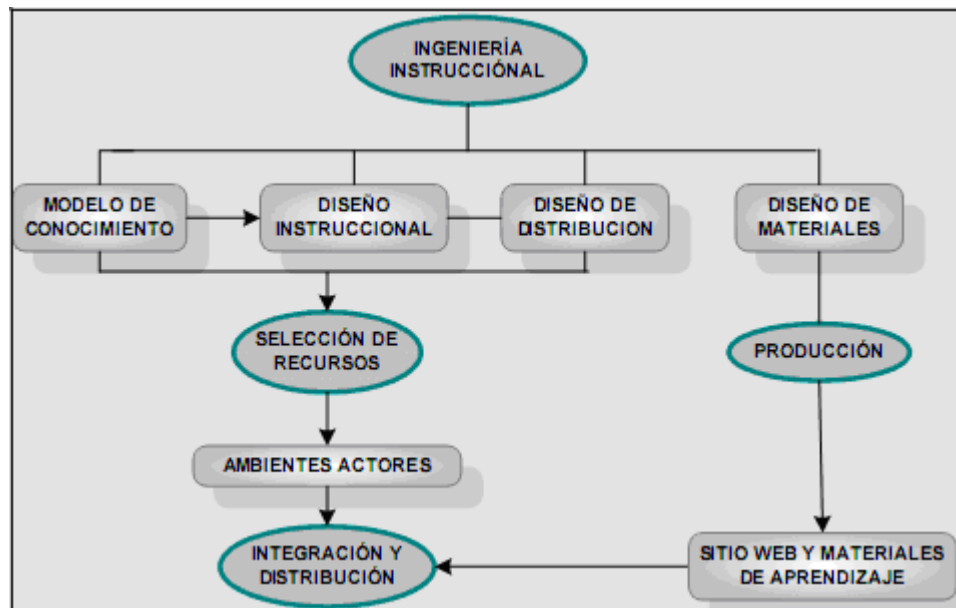 INGENIERÍA
INSTRUCCIÓNAL
MODELO DE
CONOCIMIENTO
DISEÑO
INSTRUCCIONAL
DISEÑO DE
DISTRIBUCION
DISEÑO DE
MATERIALES
SELECCIÓN DE
RECURSOS
PRODUCCIÓN
AMBIENTES ACTORES
INTEGRACIÓN Y
DISTRIBUCIÓN
SITIO WEB Y MATERIALES
DE APRENDIZAJE